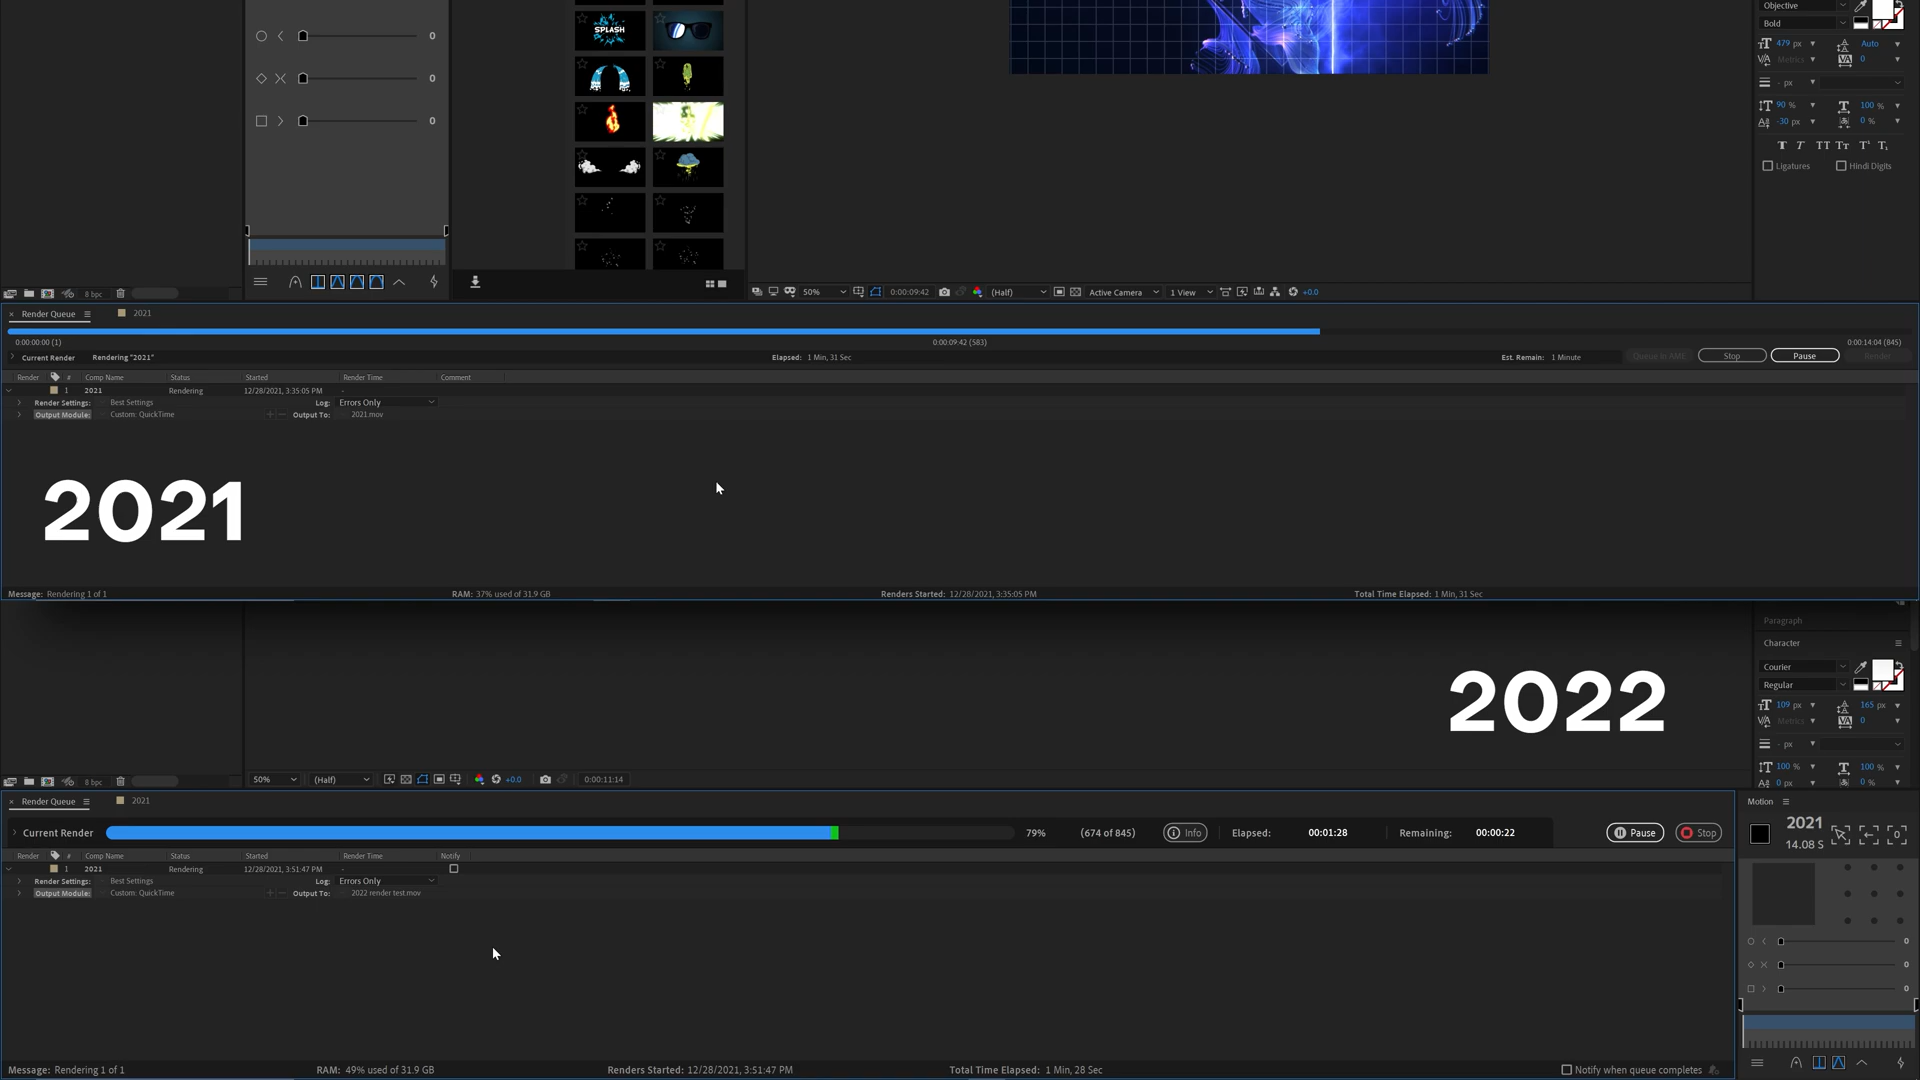 Objective
Bold
0
0
0
SPLASH
479 px
Auto
Metrics
0
- px
90 %
100 %
-30 px
0 %
Ligatures
Hindi Digits
8 bpc
50%
0:00:09:42
(Half)
Active Camera
1 View
+0.0
Render Queue
2021
0:00:00:00 (1)
0:00:09:42 (583)
0:00:14:04 (845)
Current Render
Rendering "2021"
Elapsed: 1 Min, 31 Sec
Est. Remain: 1 Minute
Queue in AME
Stop
Pause
Render
Render
#
Comp Name
Status
Started
Render Time
Comment
1
2021
Rendering
12/28/2021, 3:35:05 PM
-
Render Settings:
Best Settings
Log:
Errors Only
Output Module:
Custom: QuickTime
Output To:
2021.mov
2021
Message: Rendering 1 of 1
RAM: 37% used of 31.9 GB
Renders Started: 12/28/2021, 3:35:05 PM
Total Time Elapsed: 1 Min, 31 Sec
Paragraph
Character
2022
Courier
Regular
109 px
165 px
Metrics
0
- px
100 %
100 %
0 px
0 %
8 bpc
50%
(Half)
+0.0
0:00:11:14
Render Queue
2021
Current Render
79%
(674 of 845)
Info
Elapsed:
00:01:28
Remaining:
00:00:22
Pause
Stop
Motion
2021
14.08 S
0
Render
#
Comp Name
Status
Started
Render Time
Notify
1
2021
Rendering
12/28/2021, 3:51:47 PM
-
Render Settings:
Best Settings
Log:
Errors Only
Output Module:
Custom: QuickTime
Output To:
2022 render test.mov
0
0
0
Message: Rendering 1 of 1
RAM: 49% used of 31.9 GB
Renders Started: 12/28/2021, 3:51:47 PM
Total Time Elapsed: 1 Min, 28 Sec
Notify when queue completes